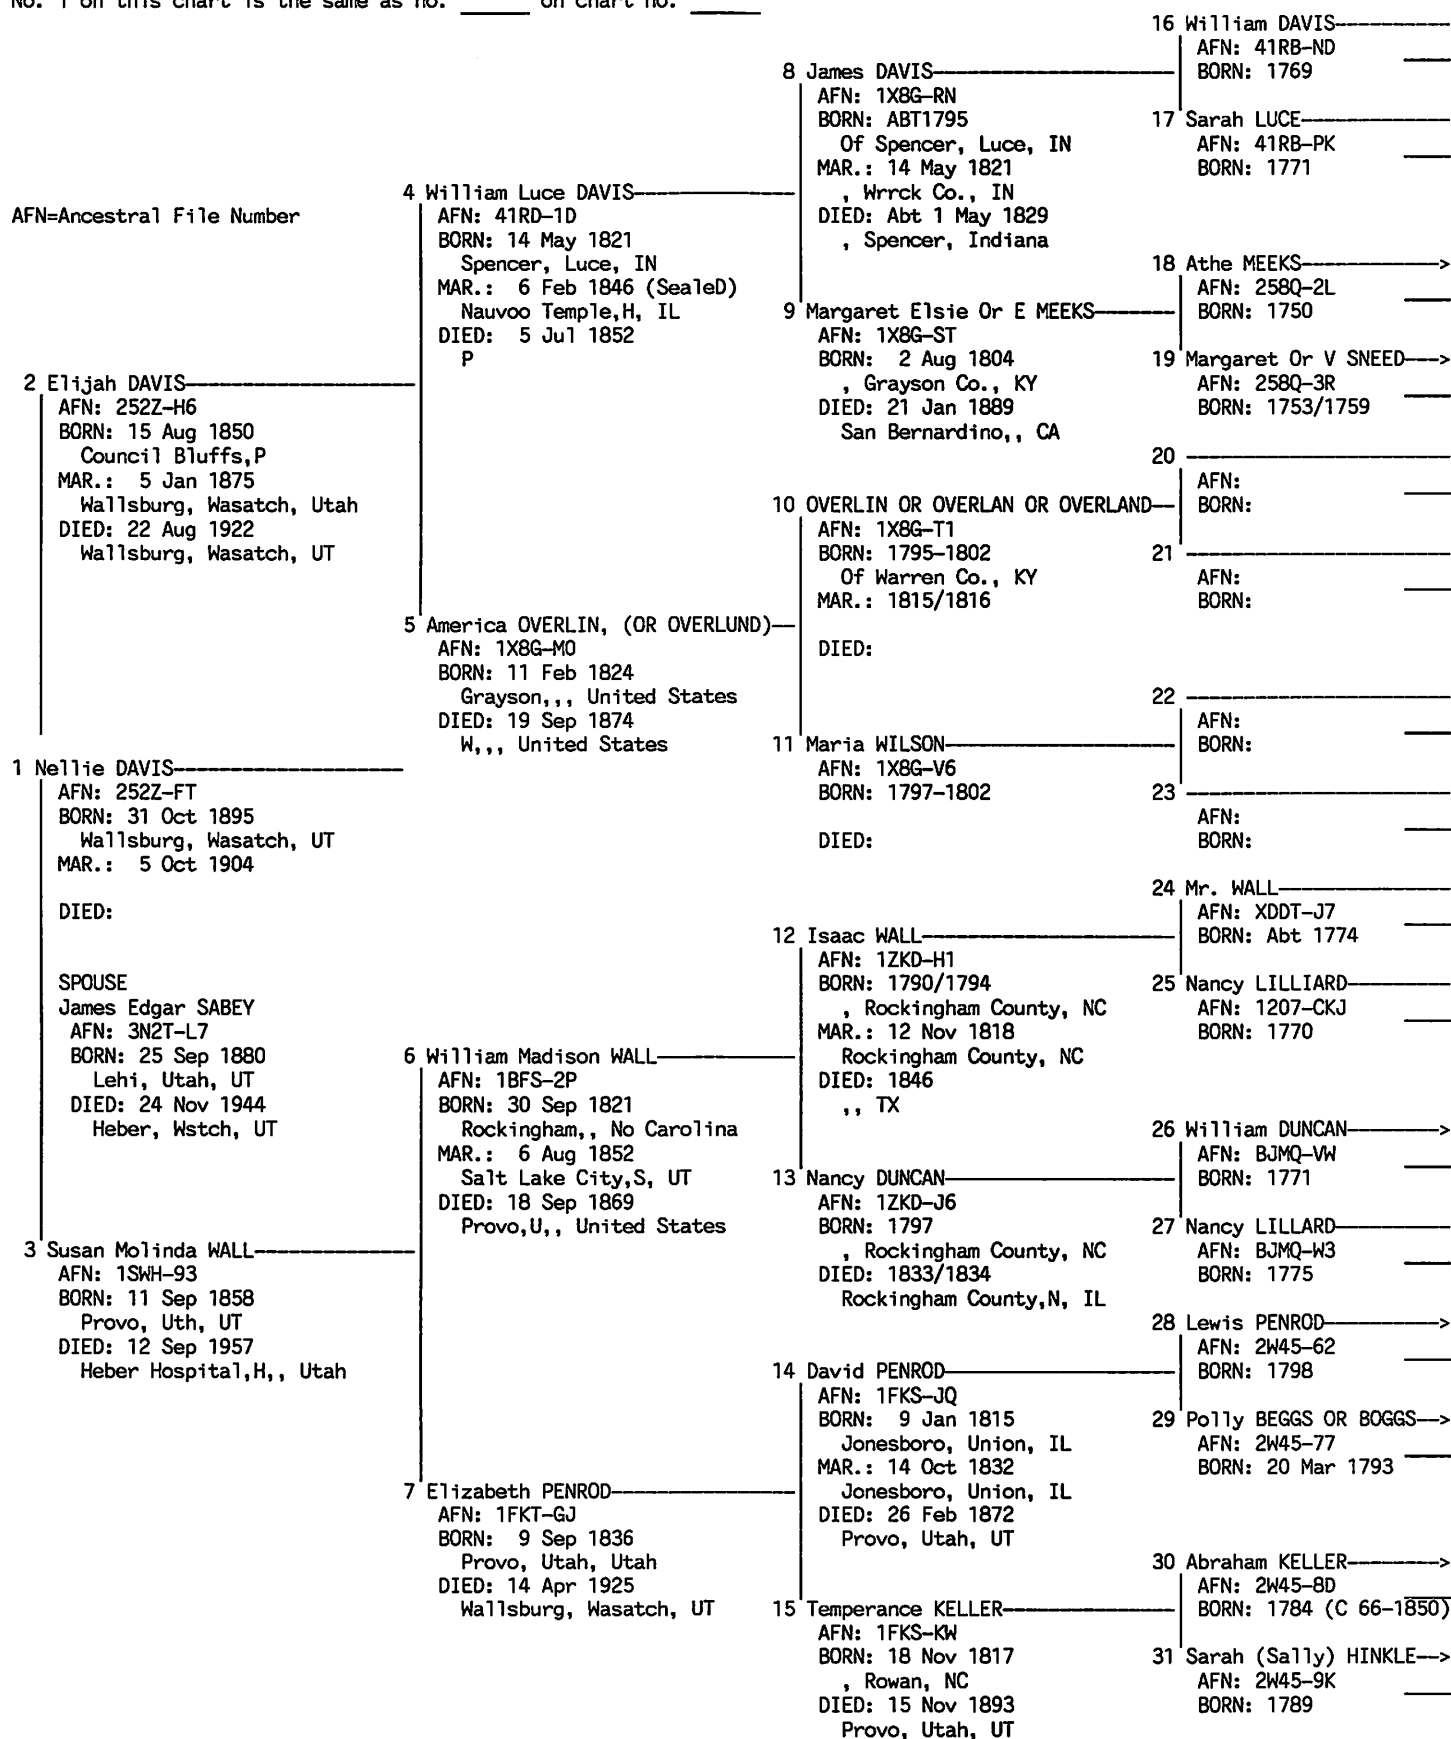 No. 1 on this chart is the same as no. ______ on chart no. ______
AFN=Ancestral File Number
1 Nellie DAVIS
AFN: 252Z-FT
BORN: 31 Oct 1895
Wallsburg, Wasatch, UT
MAR.: 5 Oct 1904
DIED:
SPOUSE
James Edgar SABEY
AFN: 3N2T-L7
BORN: 25 Sep 1880
Lehi, Utah, UT
DIED: 24 Nov 1944
Heber, Wstch, UT
2 Elijah DAVIS
AFN: 252Z-H6
BORN: 15 Aug 1850
Council Bluffs,P
MAR.: 5 Jan 1875
Wallsburg, Wasatch, Utah
DIED: 22 Aug 1922
Wallsburg, Wasatch, UT
3 Susan Molinda WALL
AFN: 1SWH-93
BORN: 11 Sep 1858
Provo, Uth, UT
DIED: 12 Sep 1957
Heber Hospital,H,, Utah
4 William Luce DAVIS
AFN: 41RD-1D
BORN: 14 May 1821
Spencer, Luce, IN
MAR.: 6 Feb 1846 (SealeD)
Nauvoo Temple,H, IL
DIED: 5 Jul 1852
P
5 America OVERLIN, (OR OVERLUND)
AFN: 1X8G-M0
BORN: 11 Feb 1824
Grayson,,, United States
DIED: 19 Sep 1874
W,,, United States
6 William Madison WALL
AFN: 1BFS-2P
BORN: 30 Sep 1821
Rockingham,, No Carolina
MAR.: 6 Aug 1852
Salt Lake City,S, UT
DIED: 18 Sep 1869
Provo,U,, United States
7 Elizabeth PENROD
AFN: 1FKT-GJ
BORN: 9 Sep 1836
Provo, Utah, Utah
DIED: 14 Apr 1925
Wallsburg, Wasatch, UT
8 James DAVIS
AFN: 1X8G-RN
BORN: ABT1795
Of Spencer, Luce, IN
MAR.: 14 May 1821
, Wrrck Co., IN
DIED: Abt 1 May 1829
, Spencer, Indiana
9 Margaret Elsie Or E MEEKS
AFN: 1X8G-ST
BORN: 2 Aug 1804
, Grayson Co., KY
DIED: 21 Jan 1889
San Bernardino,, CA
10 OVERLIN OR OVERLAN OR OVERLAND
AFN: 1X8G-T1
BORN: 1795-1802
Of Warren Co., KY
MAR.: 1815/1816
DIED:
11 Maria WILSON
AFN: 1X8G-V6
BORN: 1797-1802
DIED:
12 Isaac WALL
AFN: 1ZKD-H1
BORN: 1790/1794
, Rockingham County, NC
MAR.: 12 Nov 1818
Rockingham County, NC
DIED: 1846
,, TX
13 Nancy DUNCAN
AFN: 1ZKD-J6
BORN: 1797
, Rockingham County, NC
DIED: 1833/1834
Rockingham County,N, IL
14 David PENROD
AFN: 1FKS-JQ
BORN: 9 Jan 1815
Jonesboro, Union, IL
MAR.: 14 Oct 1832
Jonesboro, Union, IL
DIED: 26 Feb 1872
Provo, Utah, UT
15 Temperance KELLER
AFN: 1FKS-KW
BORN: 18 Nov 1817
, Rowan, NC
DIED: 15 Nov 1893
Provo, Utah, UT
16 William DAVIS
AFN: 41RB-ND
BORN: 1769
17 Sarah LUCE
AFN: 41RB-PK
BORN: 1771
18 Athe MEEKS-->
AFN: 258Q-2L
BORN: 1750
19 Margaret Or V SNEED-->
AFN: 258Q-3R
BORN: 1753/1759
20
AFN:
BORN:
21
AFN:
BORN:
22
AFN:
BORN:
23
AFN:
BORN:
24 Mr. WALL
AFN: XDDT-J7
BORN: Abt 1774
25 Nancy LILLIARD
AFN: 1207-CKJ
BORN: 1770
26 William DUNCAN-->
AFN: BJMQ-VW
BORN: 1771
27 Nancy LILLARD
AFN: BJMQ-W3
BORN: 1775
28 Lewis PENROD-->
AFN: 2W45-62
BORN: 1798
29 Polly BEGGS OR BOGGS-->
AFN: 2W45-77
BORN: 20 Mar 1793
30 Abraham KELLER-->
AFN: 2W45-8D
BORN: 1784 (C 66-1850)
31 Sarah (Sally) HINKLE-->
AFN: 2W45-9K
BORN: 1789